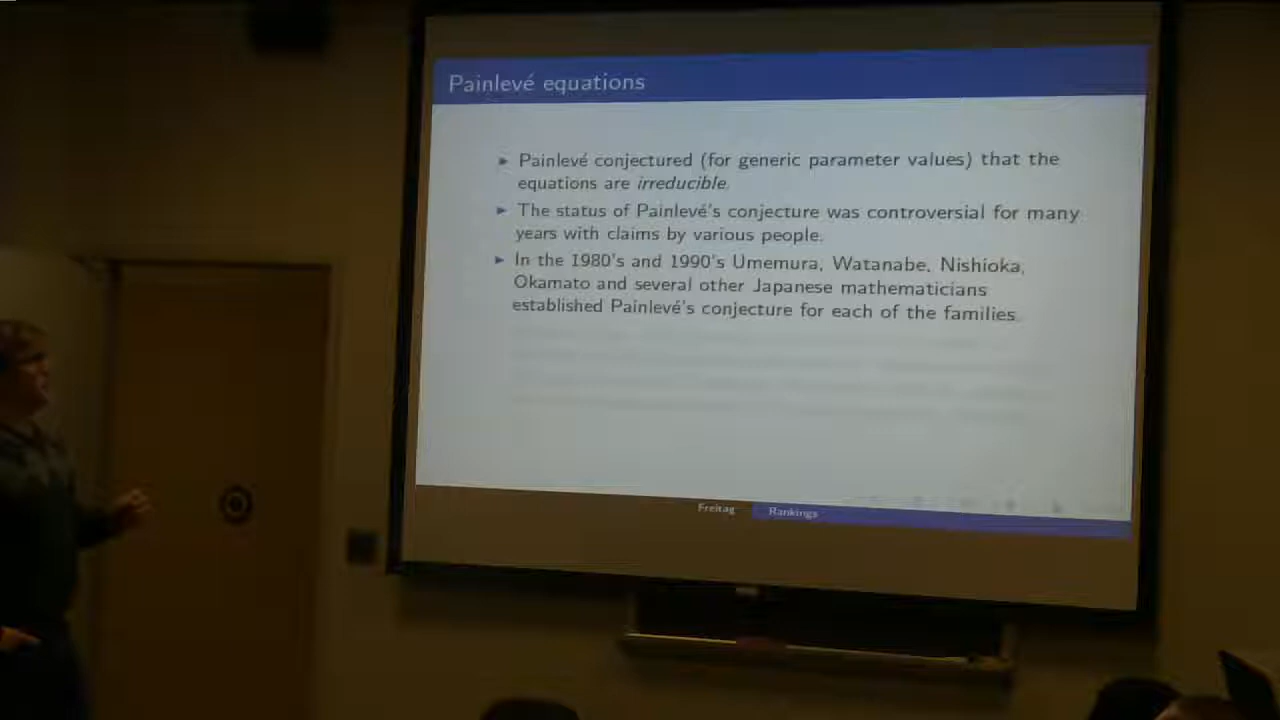 Painlevé equations
Painlevé conjectured (for generic parameter values) that the
equations are irreducible.
The status of Painlevé's conjecture was controversial for many
years with claims by various people.
In the 1980's and 1990's Umemura, Watanabe, Nishioka,
Okamato and several other Japanese mathematicians
established Painlevé's conjecture for each of the families.
Freitag Rankings